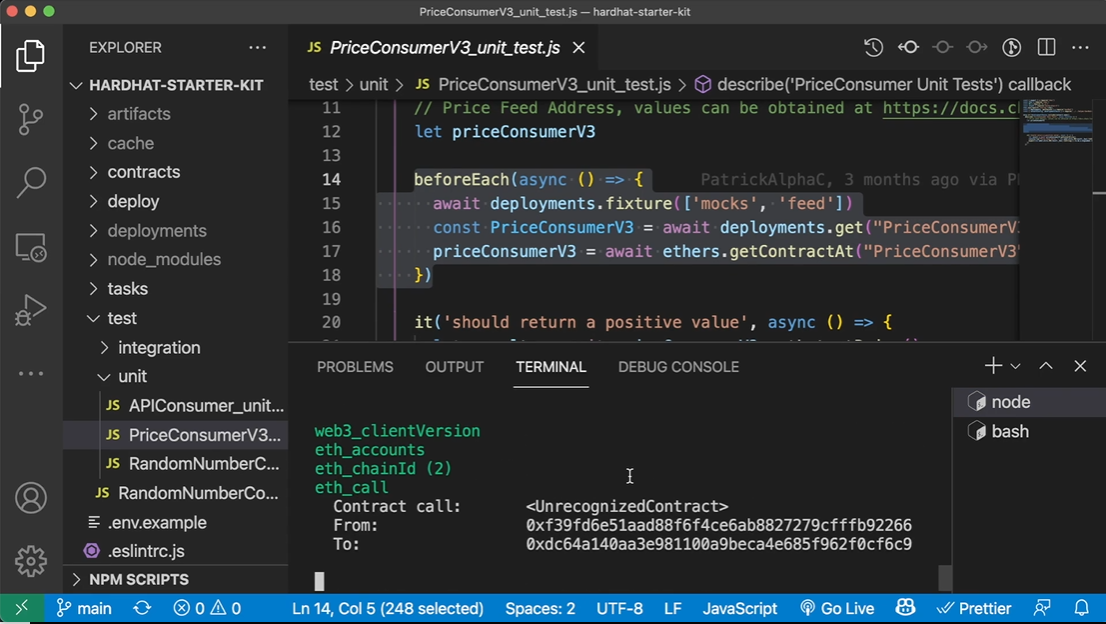 PriceConsumerV3_unit_test.js — hardhat-starter-kit
EXPLORER
HARDHAT-STARTER-KIT
artifacts
cache
contracts
deploy
deployments
node_modules
tasks
test
integration
unit
JS APIConsumer_unit...
JS PriceConsumerV3...
JS RandomNumberC...
JS RandomNumberCo...
.env.example
.eslintrc.js
NPM SCRIPTS
JS PriceConsumerV3_unit_test.js
test > unit > JS PriceConsumerV3_unit_test.js > describe('PriceConsumer Unit Tests') callback
11 // Price Feed Address, values can be obtained at https://docs.c
12 let priceConsumerV3
13
14 beforeEach(async () => { PatrickAlphaC, 3 months ago via P
15 await deployments.fixture(['mocks', 'feed'])
16 const PriceConsumerV3 = await deployments.get("PriceConsumerV
17 priceConsumerV3 = await ethers.getContractAt("PriceConsumerV3"
18 })
19
20 it('should return a positive value', async () => {
PROBLEMS OUTPUT TERMINAL DEBUG CONSOLE
web3_clientVersion
eth_accounts
eth_chainId (2)
eth_call
Contract call: <UnrecognizedContract>
From: 0xf39fd6e51aad88f6f4ce6ab8827279cfffb92266
To: 0xdc64a140aa3e981100a9beca4e685f962f0cf6c9
node
bash
main 0 0 Ln 14, Col 5 (248 selected) Spaces: 2 UTF-8 LF JavaScript Go Live Prettier